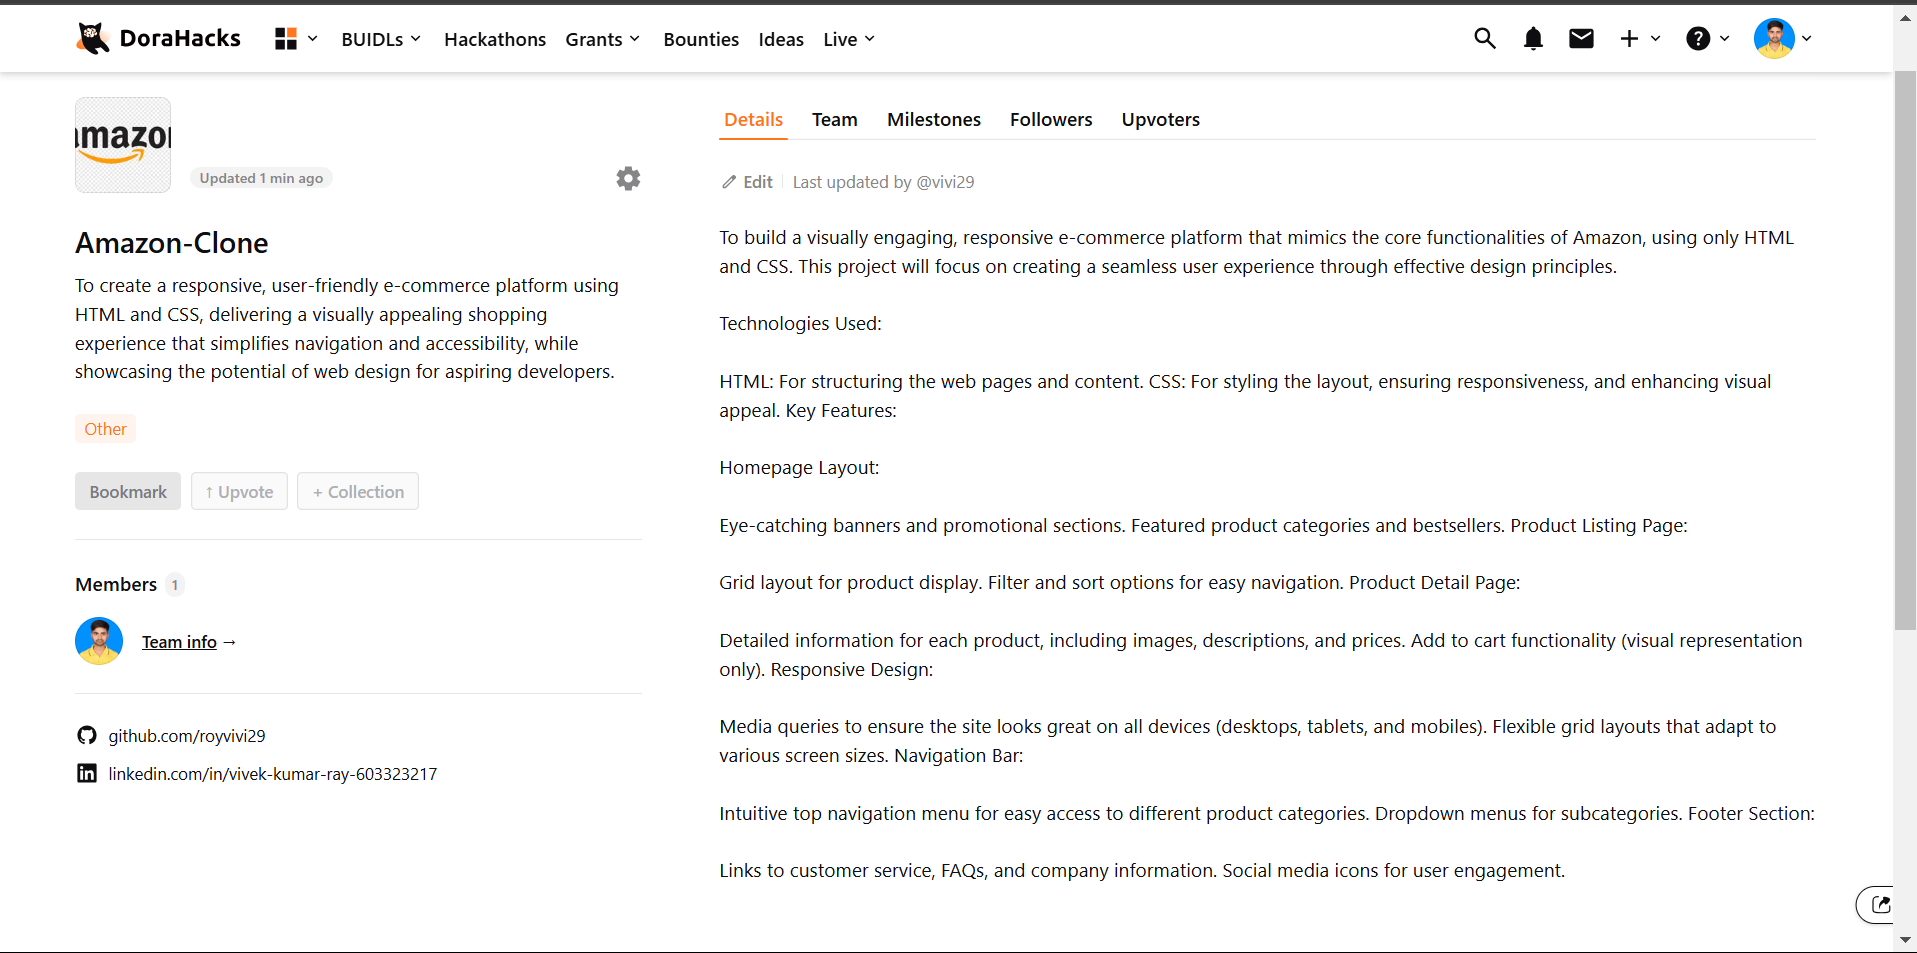 DoraHacks
BUIDLs
Hackathons
Grants
Bounties
Ideas
Live
amazon
Updated 1 min ago
Amazon-Clone
To create a responsive, user-friendly e-commerce platform using
HTML and CSS, delivering a visually appealing shopping
experience that simplifies navigation and accessibility, while
showcasing the potential of web design for aspiring developers.
Other
Bookmark
↑ Upvote
+ Collection
Members 1
Team info →
github.com/royvivi29
linkedin.com/in/vivek-kumar-ray-603323217
Details
Team
Milestones
Followers
Upvoters
Edit
Last updated by @vivi29
To build a visually engaging, responsive e-commerce platform that mimics the core functionalities of Amazon, using only HTML
and CSS. This project will focus on creating a seamless user experience through effective design principles.
Technologies Used:
HTML: For structuring the web pages and content. CSS: For styling the layout, ensuring responsiveness, and enhancing visual
appeal. Key Features:
Homepage Layout:
Eye-catching banners and promotional sections. Featured product categories and bestsellers. Product Listing Page:
Grid layout for product display. Filter and sort options for easy navigation. Product Detail Page:
Detailed information for each product, including images, descriptions, and prices. Add to cart functionality (visual representation
only). Responsive Design:
Media queries to ensure the site looks great on all devices (desktops, tablets, and mobiles). Flexible grid layouts that adapt to
various screen sizes. Navigation Bar:
Intuitive top navigation menu for easy access to different product categories. Dropdown menus for subcategories. Footer Section:
Links to customer service, FAQs, and company information. Social media icons for user engagement.